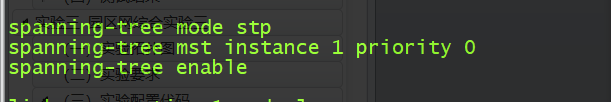 spanning-tree mode stp
spanning-tree mst instance 1 priority 0
spanning-tree enable